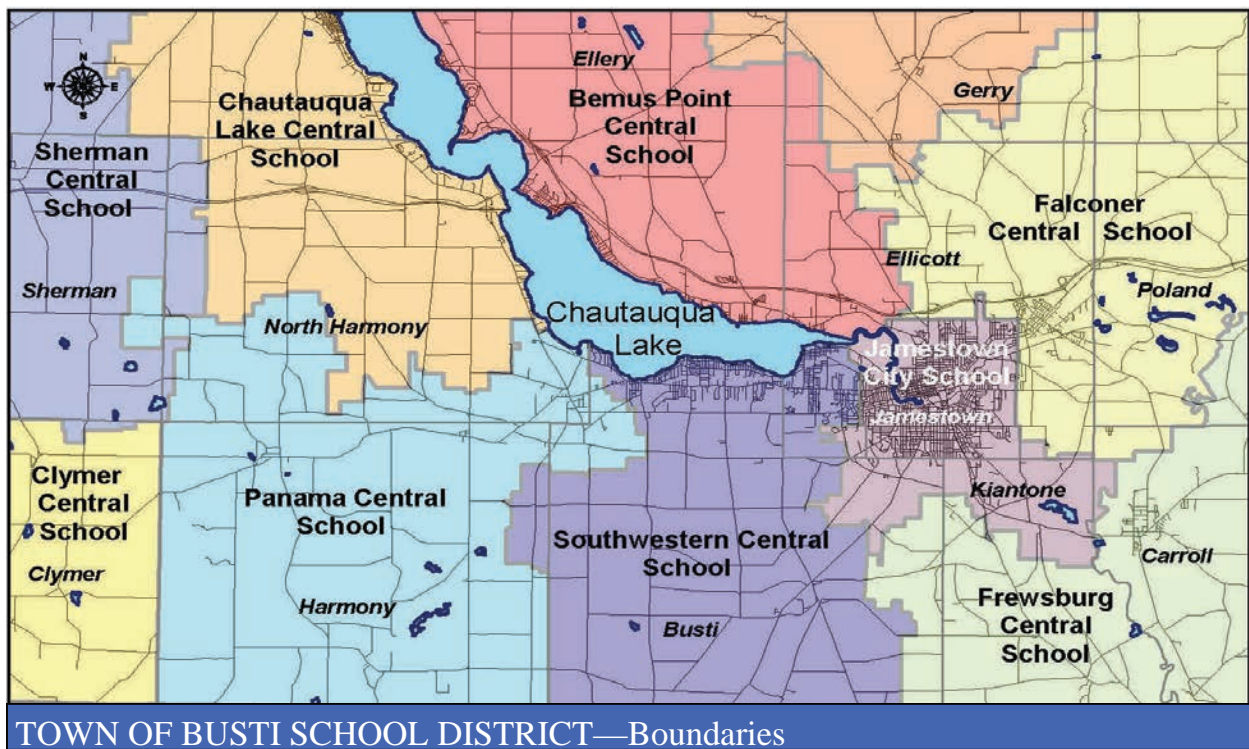 Ellery
Gerry
Bemus Point
Central
School
Chautauqua
Lake Central
School
N
W
E
S
Sherman
Central
School
Falconer
Central School
Ellicott
Sherman
Poland
North Harmony
Chautauqua
Lake
Jamestown
City School
Jamestown
Clymer
Central
School
Panama Central
School
Kiantone
Southwestern Central
School
Carroll
Clymer
Harmony
Busti
Frewsburg
Central
School
TOWN OF BUSTI SCHOOL DISTRICT—Boundaries